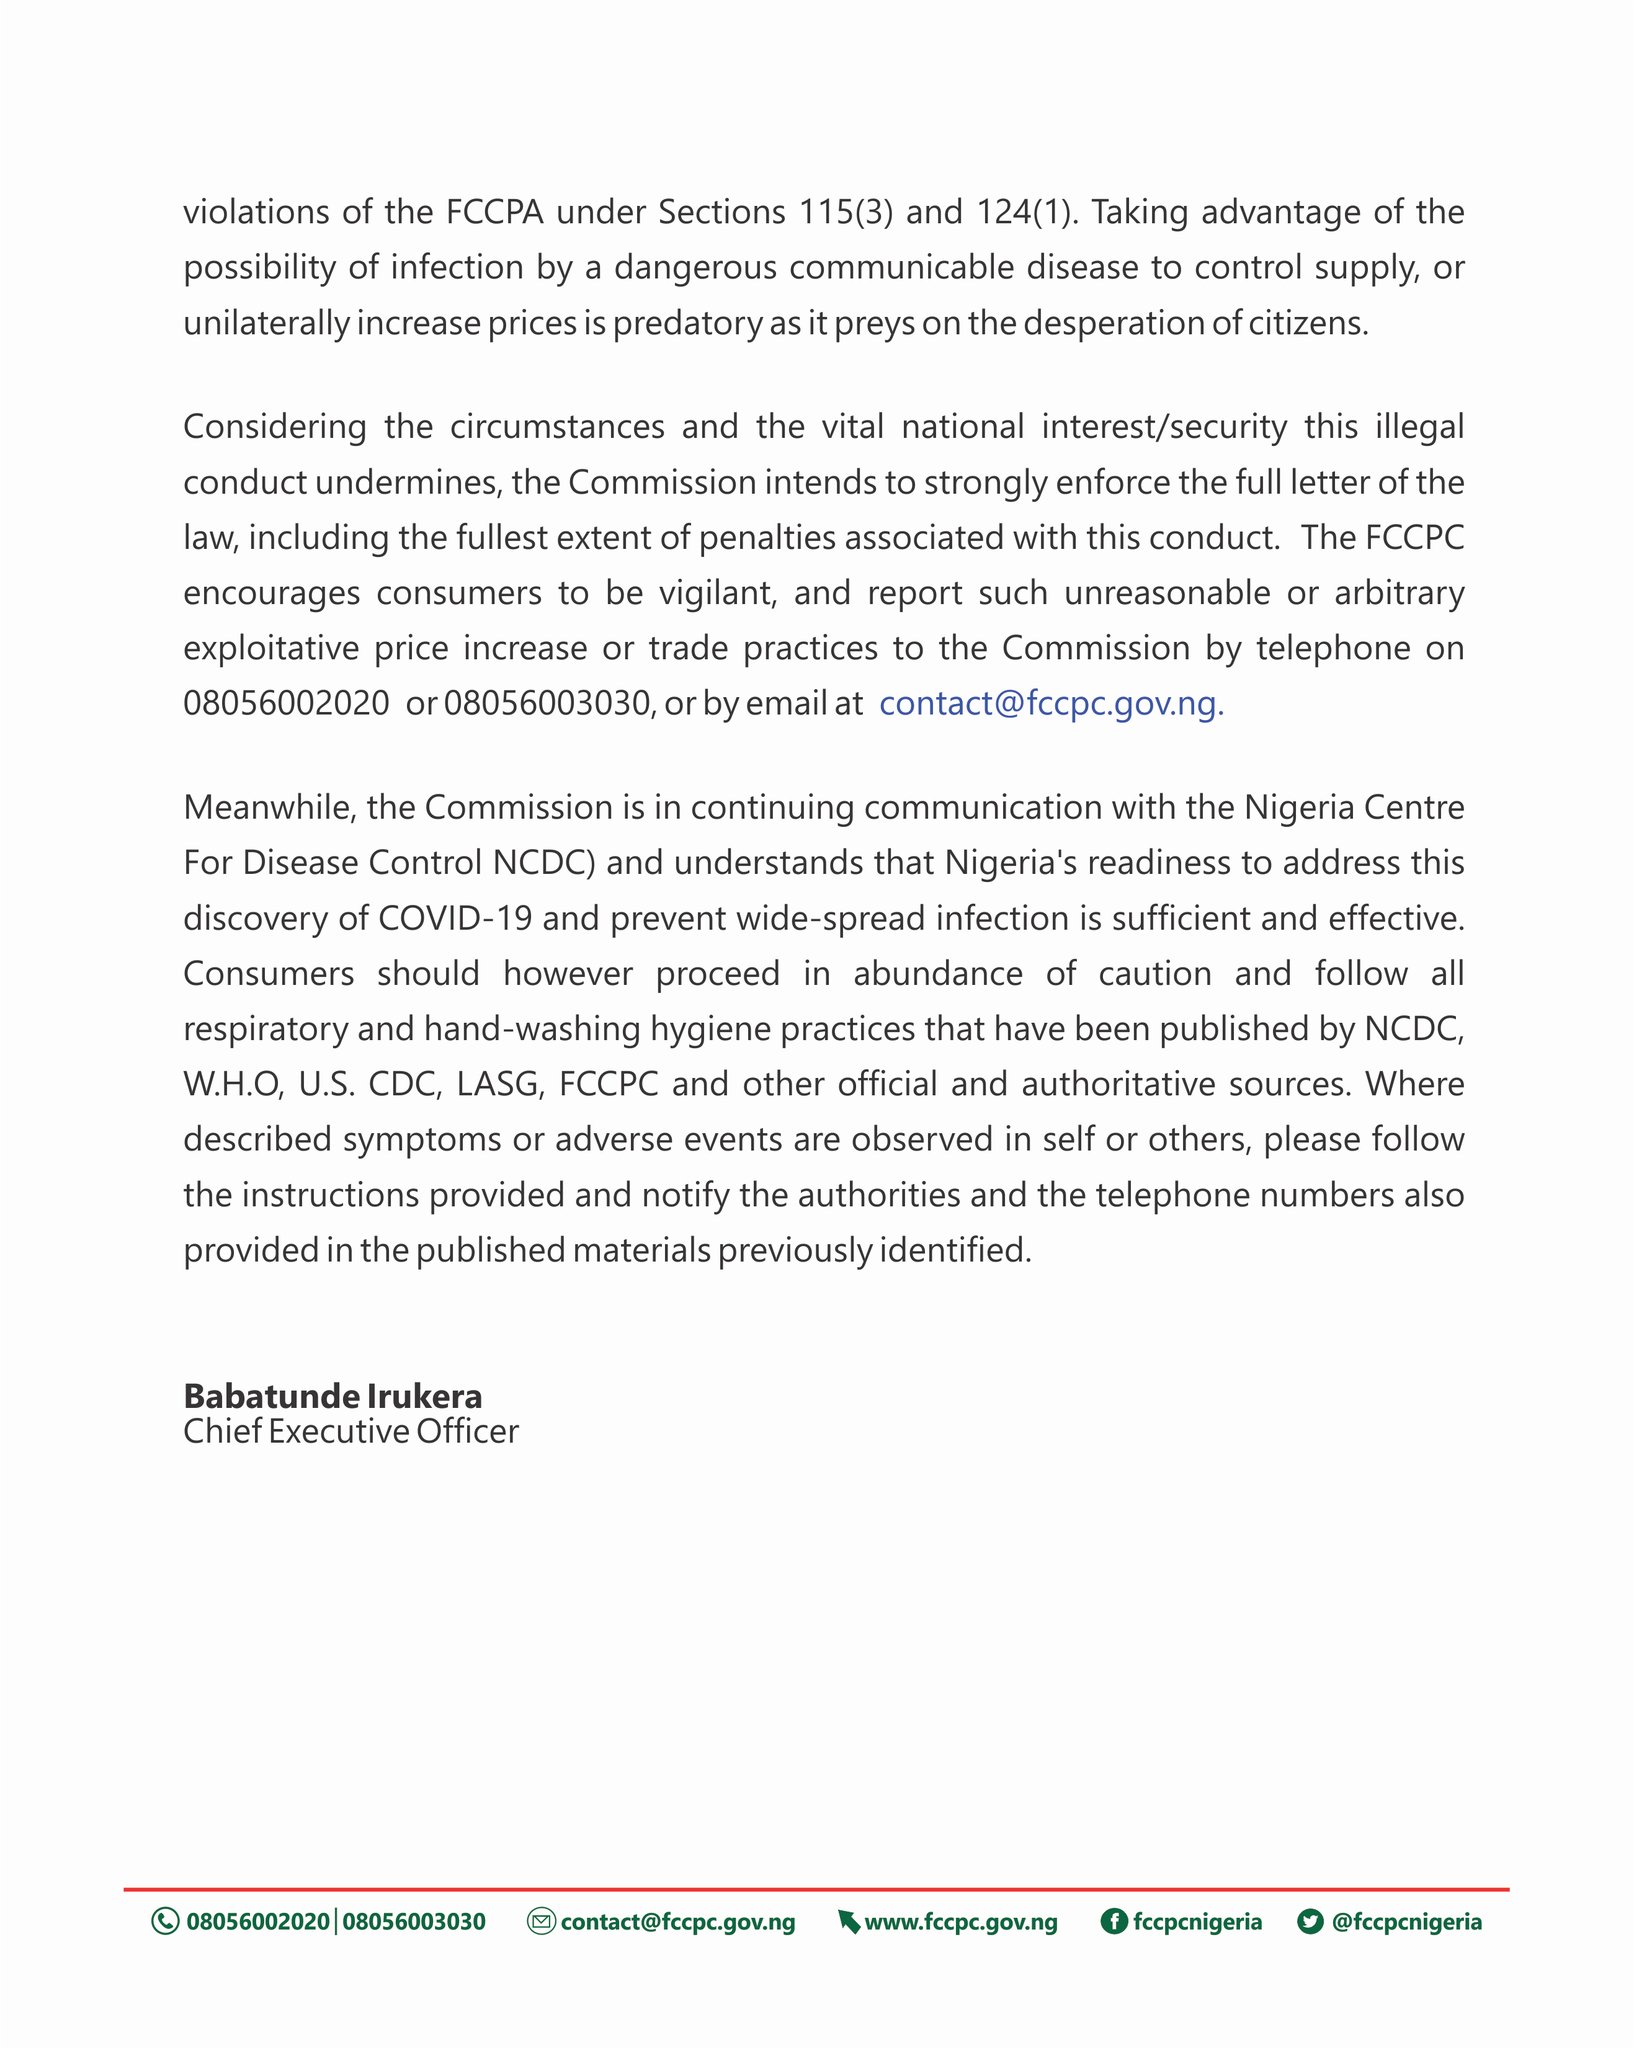 violations of the FCCPA under Sections 115(3) and 124(1). Taking advantage of the
possibility of infection by a dangerous communicable disease to control supply, or
unilaterally increase prices is predatory as it preys on the desperation of citizens.
Considering the circumstances and the vital national interest/security this illegal
conduct undermines, the Commission intends to strongly enforce the full letter of the
law, including the fullest extent of penalties associated with this conduct. The FCCPC
encourages consumers to be vigilant, and report such unreasonable or arbitrary
exploitative price increase or trade practices to the Commission by telephone on
08056002020 or 08056003030, or by email at contact@fccpc.gov.ng.
Meanwhile, the Commission is in continuing communication with the Nigeria Centre
For Disease Control NCDC) and understands that Nigeria's readiness to address this
discovery of COVID-19 and prevent wide-spread infection is sufficient and effective.
Consumers should however proceed in abundance of caution and follow all
respiratory and hand-washing hygiene practices that have been published by NCDC,
W.H.O, U.S. CDC, LASG, FCCPC and other official and authoritative sources. Where
described symptoms or adverse events are observed in self or others, please follow
the instructions provided and notify the authorities and the telephone numbers also
provided in the published materials previously identified.
Babatunde Irukera
Chief Executive Officer
08056002020|08056003030 contact@fccpc.gov.ng www.fccpc.gov.ng fccpcnigeria @fccpcnigeria